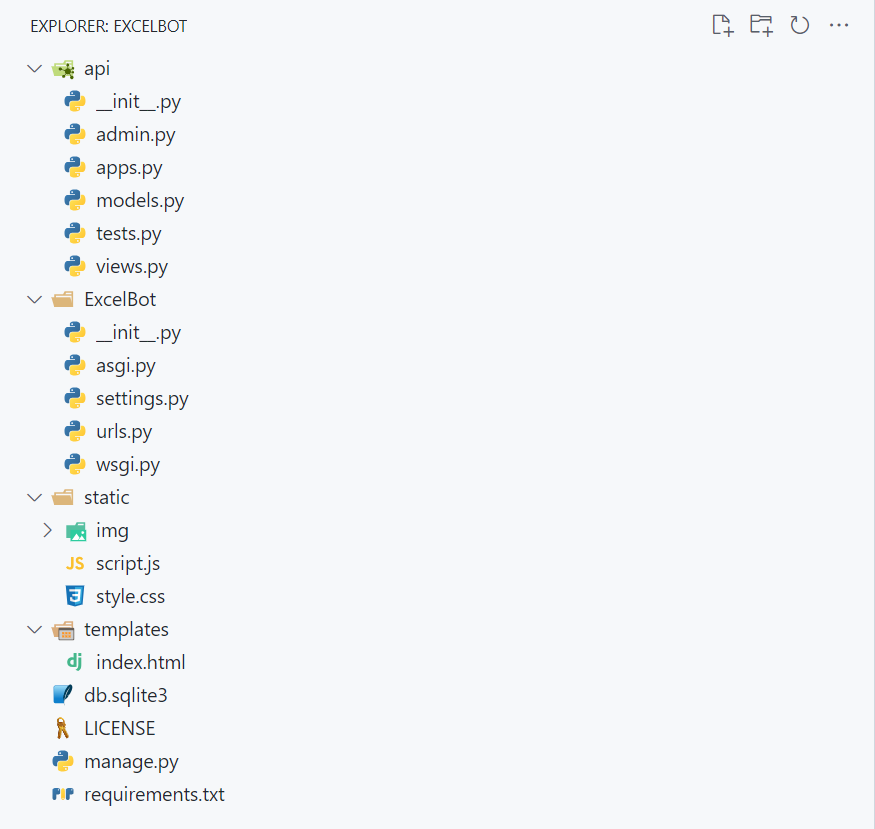 EXPLORER: EXCELBOT
api
__init__.py
admin.py
apps.py
models.py
tests.py
views.py
ExcelBot
__init__.py
asgi.py
settings.py
urls.py
wsgi.py
static
img
JS script.js
3 style.css
templates
dj index.html
db.sqlite3
LICENSE
manage.py
requirements.txt